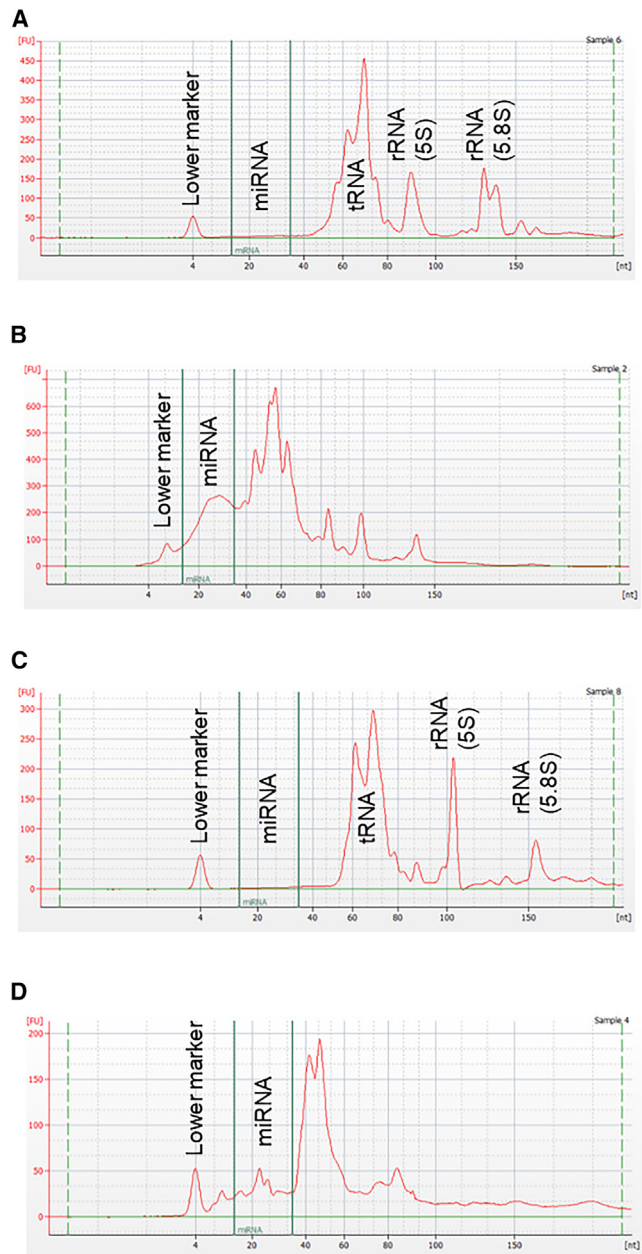 A
[FU]
Sample 6
450
400
350
300
250
200
150
100
50
0
Lower marker
miRNA
tRNA
rRNA
(5S)
rRNA
(5.8S)
miRNA
4 20 40 60 80 100 150 [nt]
B
[FU]
Sample 2
600
500
400
300
200
100
0
Lower marker
miRNA
miRNA
4 20 40 60 80 100 150 [nt]
C
[FU]
Sample 8
300
250
200
150
100
50
0
Lower marker
miRNA
tRNA
rRNA
(5S)
rRNA
(5.8S)
miRNA
4 20 40 60 80 100 150 [nt]
D
[FU]
Sample 4
200
150
100
50
0
Lower marker
miRNA
miRNA
4 20 40 60 80 100 150 [nt]